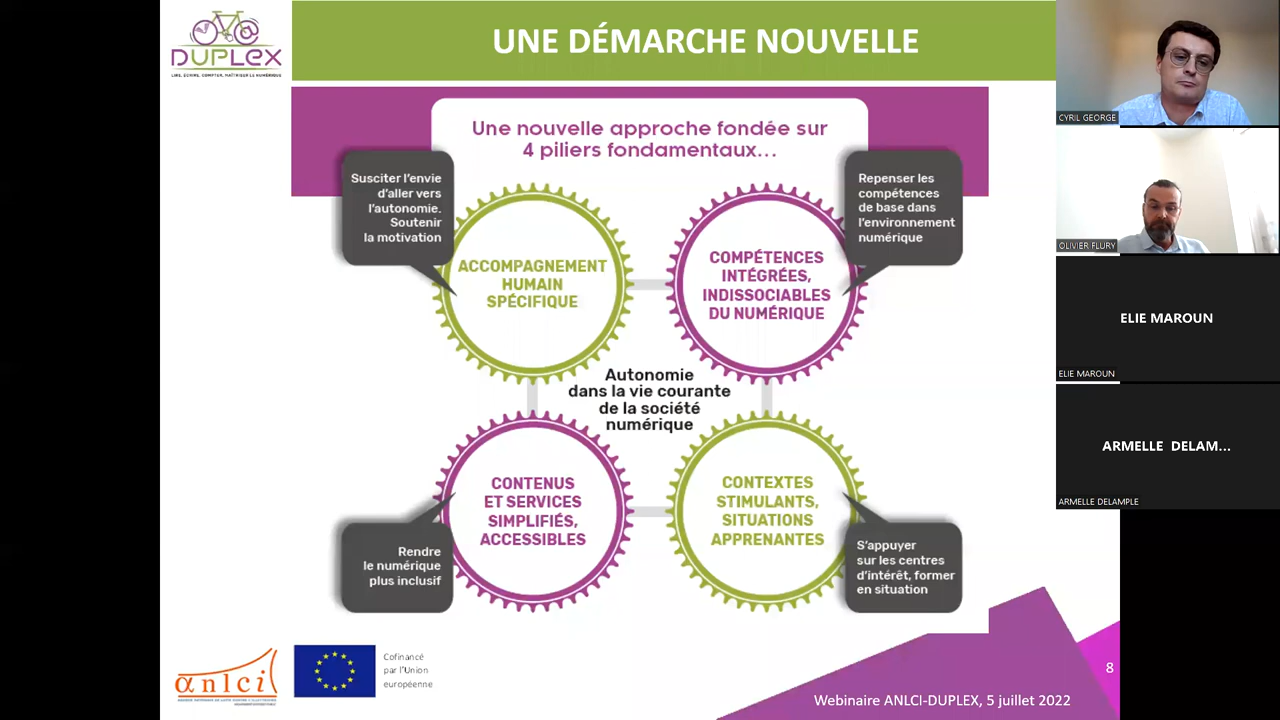 DUPLEX
LIRE, ÉCRIRE, COMPTER, MAÎTRISER LE NUMÉRIQUE
UNE DÉMARCHE NOUVELLE
Une nouvelle approche fondée sur
4 piliers fondamentaux...
Susciter l'envie
d'aller vers
l'autonomie.
Soutenir
la motivation
ACCOMPAGNEMENT
HUMAIN
SPÉCIFIQUE
COMPÉTENCES
INTÉGRÉES,
INDISSOCIABLES
DU NUMÉRIQUE
Repenser les
compétences
de base dans
l'environnement
numérique
Autonomie
dans la vie courante
de la société
numérique
CONTENUS
ET SERVICES
SIMPLIFIÉS,
ACCESSIBLES
Rendre
le numérique
plus inclusif
CONTEXTES
STIMULANTS,
SITUATIONS
APPRENANTES
S'appuyer
sur les centres
d'intérêt, former
en situation
anlci
Cofinancé
par l'Union
européenne
8
Webinaire ANLCI-DUPLEX, 5 juillet 2022
CYRIL GEORGE
OLIVIER FLURY
ELIE MAROUN
ELIE MAROUN
ARMELLE DELAM...
ARMELLE DELAMPLE